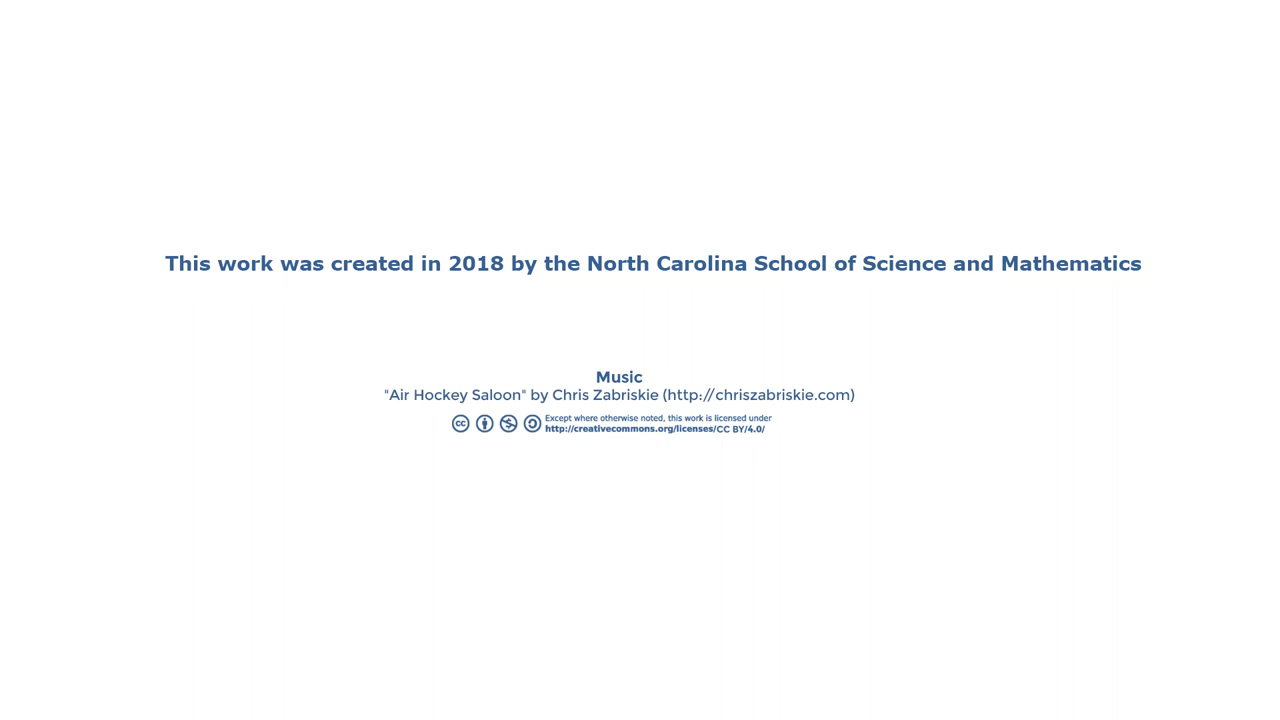 This work was created in 2018 by the North Carolina School of Science and Mathematics
Music
"Air Hockey Saloon" by Chris Zabriskie (http://chriszabriskie.com)
Except where otherwise noted, this work is licensed under
http://creativecommons.org/licenses/CC BY/4.0/